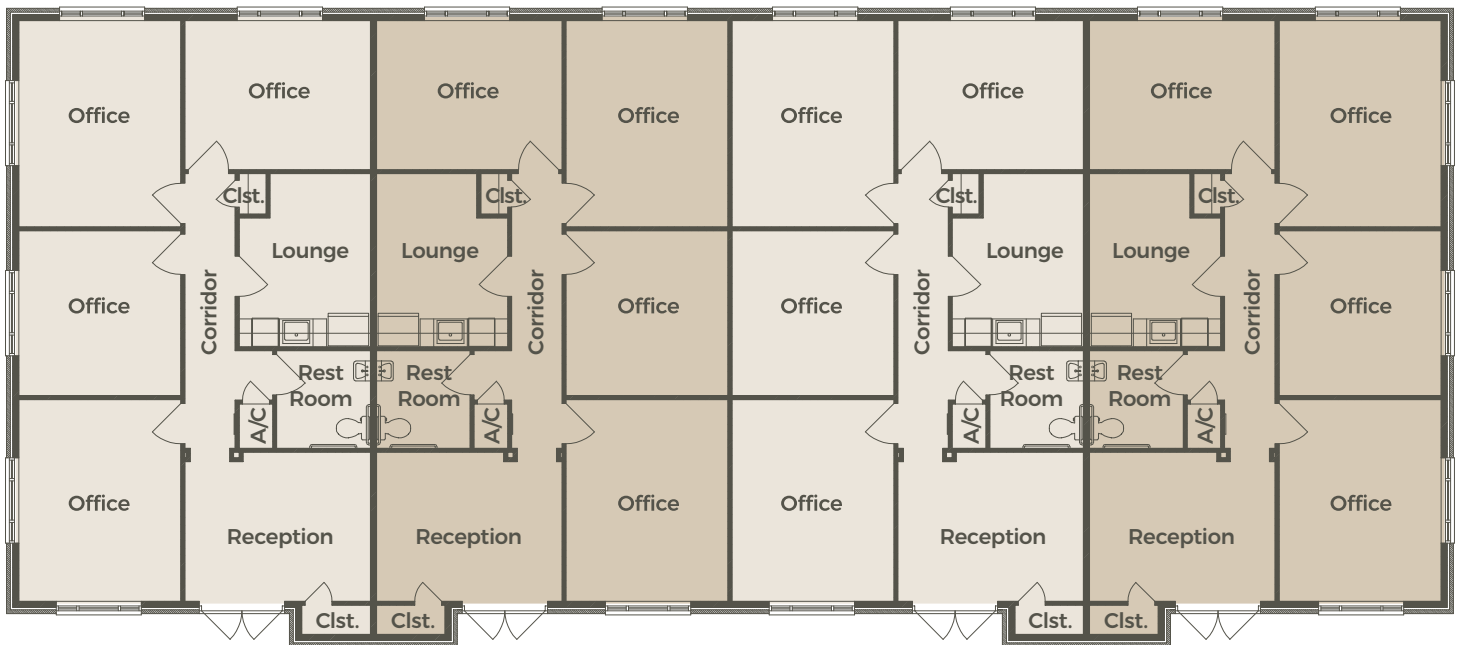 Office
Office
Office
Office
Office
Office
Office
Office
Clst.
Clst.
Clst.
Clst.
Lounge
Lounge
Lounge
Lounge
Office
Corridor
Corridor
Office
Office
Corridor
Corridor
Office
Rest
Room
Rest
Room
Rest
Room
Rest
Room
A/C
A/C
A/C
A/C
Office
Office
Office
Office
Reception
Reception
Reception
Reception
Clst.
Clst.
Clst.
Clst.